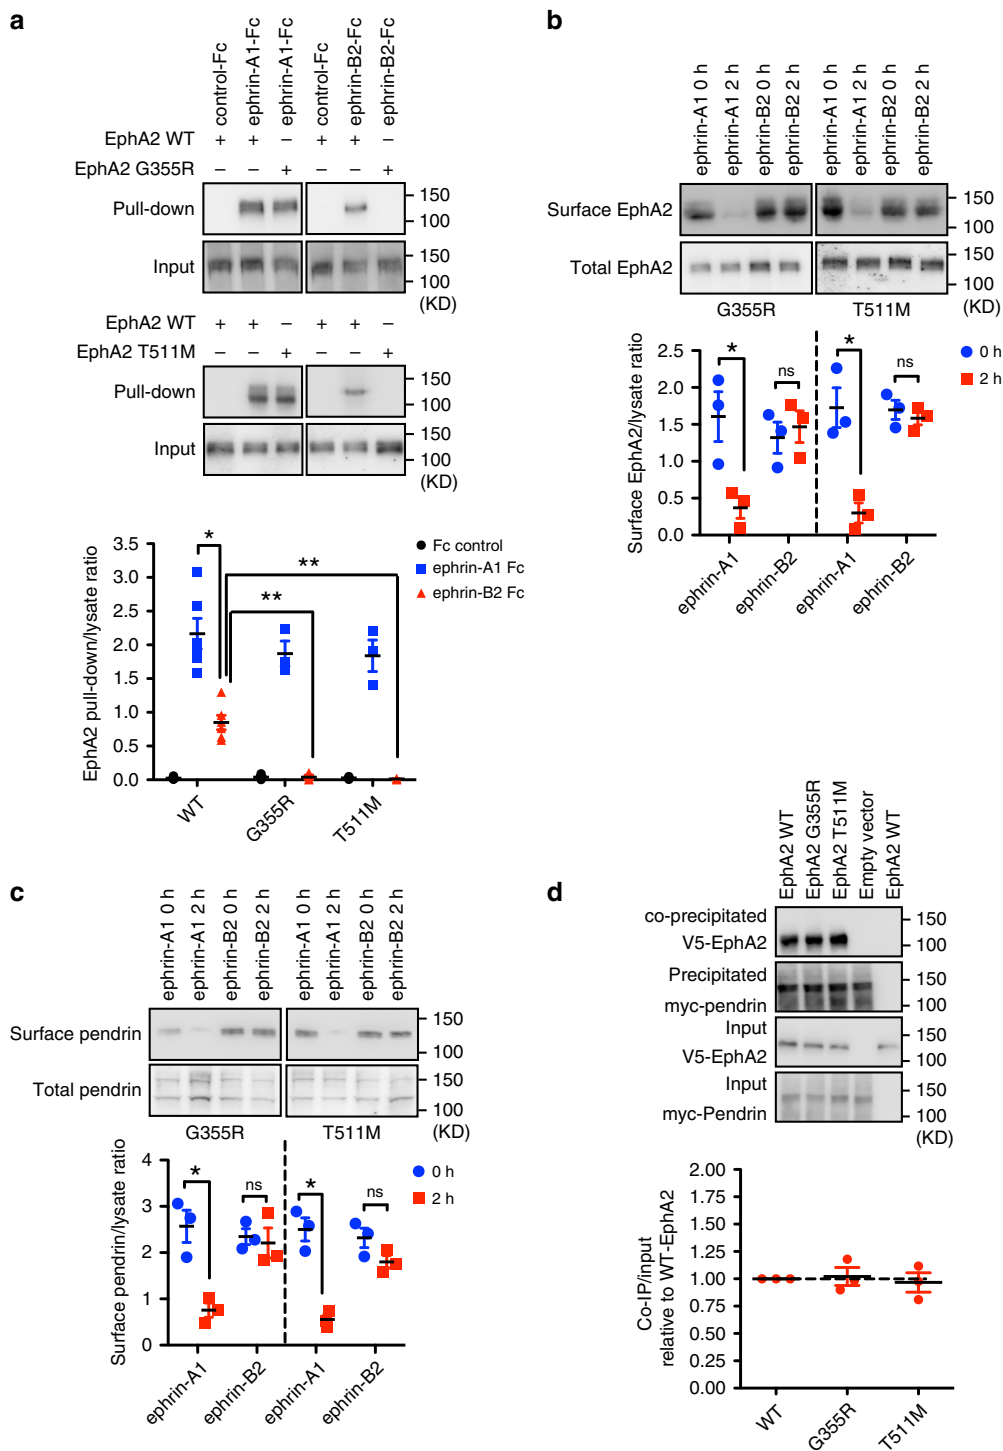 a
control-Fc
ephrin-A1-Fc
ephrin-A1-Fc
control-Fc
ephrin-B2-Fc
ephrin-B2-Fc
EphA2 WT + + – + + –
EphA2 G355R – – + – – +
Pull-down
150
100
Input
150
100
(KD)
EphA2 WT + + – + + –
EphA2 T511M – – + – – +
Pull-down
150
100
Input
150
100
(KD)
EphA2 pull-down/lysate ratio
3.5
3.0
2.5
2.0
1.5
1.0
0.5
0.0
*
**
**
Fc control
ephrin-A1 Fc
ephrin-B2 Fc
WT
G355R
T511M
b
ephrin-A1 0 h
ephrin-A1 2 h
ephrin-B2 0 h
ephrin-B2 2 h
ephrin-A1 0 h
ephrin-A1 2 h
ephrin-B2 0 h
ephrin-B2 2 h
Surface EphA2
150
100
Total EphA2
150
100
G355R T511M (KD)
Surface EphA2/lysate ratio
2.5
2.0
1.5
1.0
0.5
0.0
*
ns
*
ns
0 h
2 h
ephrin-A1
ephrin-B2
ephrin-A1
ephrin-B2
c
ephrin-A1 0 h
ephrin-A1 2 h
ephrin-B2 0 h
ephrin-B2 2 h
ephrin-A1 0 h
ephrin-A1 2 h
ephrin-B2 0 h
ephrin-B2 2 h
Surface pendrin
150
100
Total pendrin
150
100
G355R T511M (KD)
Surface pendrin/lysate ratio
4
3
2
1
0
*
ns
*
ns
0 h
2 h
ephrin-A1
ephrin-B2
ephrin-A1
ephrin-B2
d
EphA2 WT
EphA2 G355R
EphA2 T511M
Empty vector
EphA2 WT
co-precipitated
V5-EphA2
150
100
Precipitated
myc-pendrin
150
100
Input
V5-EphA2
150
100
Input
myc-Pendrin
150
100
(KD)
Co-IP/input
relative to WT-EphA2
2.00
1.75
1.50
1.25
1.00
0.75
0.50
0.25
0.00
WT
G355R
T511M